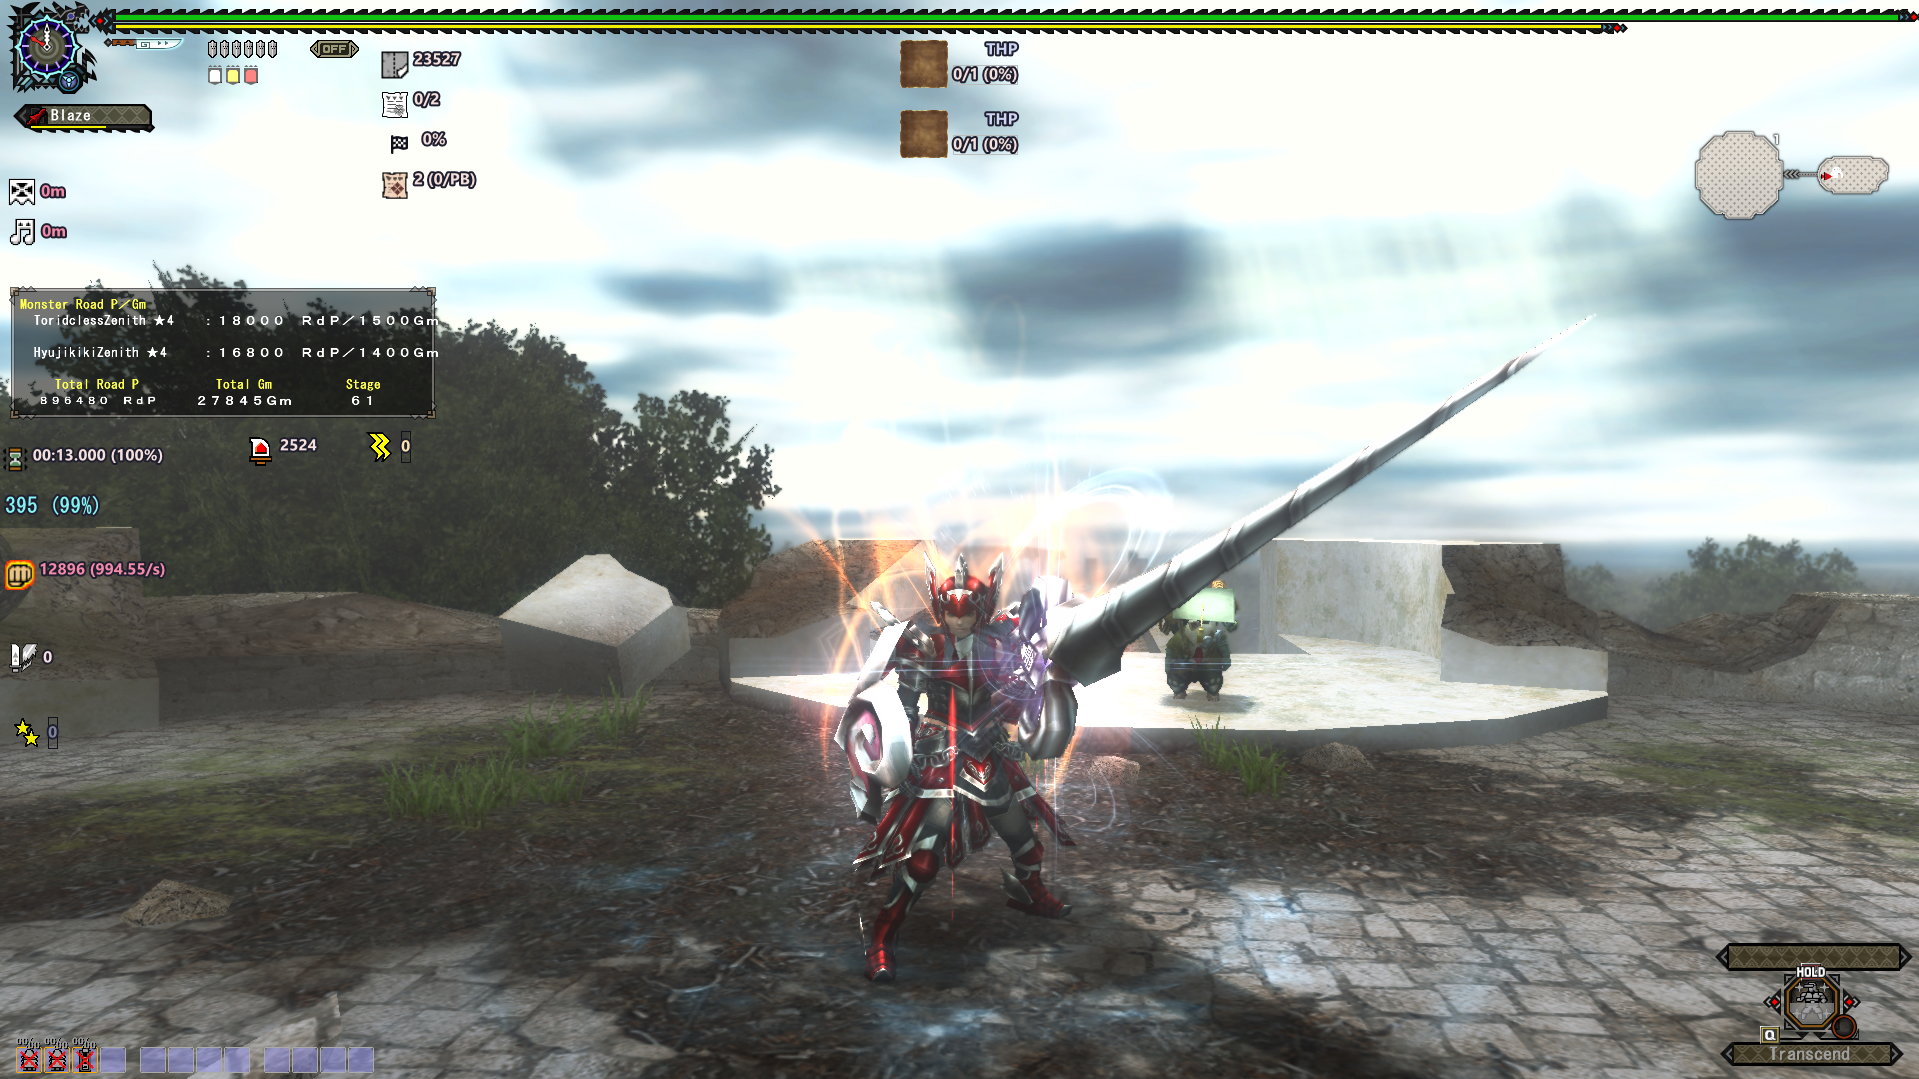 OFF
23527
0/2
0%
2 (0/PB)
THP
0/1 (0%)
THP
0/1 (0%)
1
Blaze
0m
0m
Monster Road P/Gm
ToridclessZenith ★4 :18000 RdP/1500Gm
HyujikikiZenith ★4 :16800 RdP/1400Gm
Total Road P Total Gm Stage
896480 RdP 27845Gm 61
00:13.000 (100%)
2524
0
395 (99%)
12896 (994.55/s)
0
0
HOLD
Q
Transcend